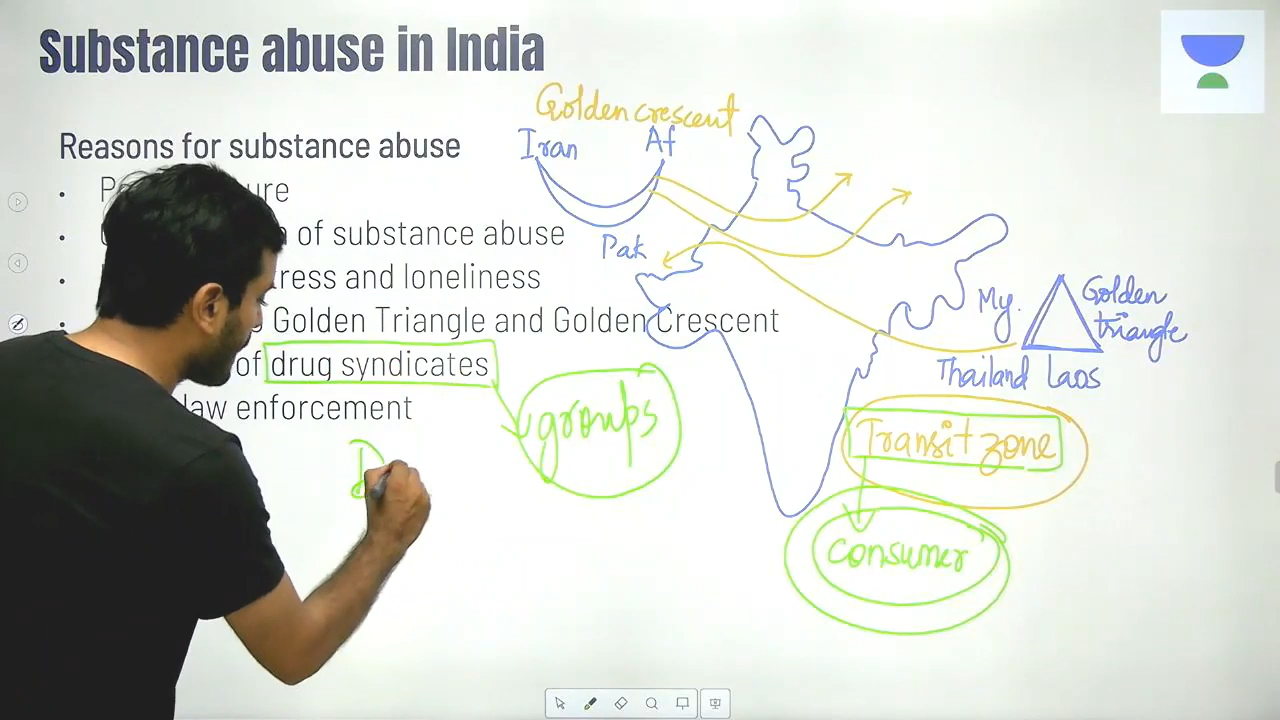 Substance abuse in India
Golden crescent
Reasons for substance abuse
Iran Af
of substance abuse
Pak
and loneliness
My. Golden triangle
Golden Triangle and Golden Crescent
of drug syndicates
Thailand Laos
law enforcement
groups
Transit zone
D
consumer